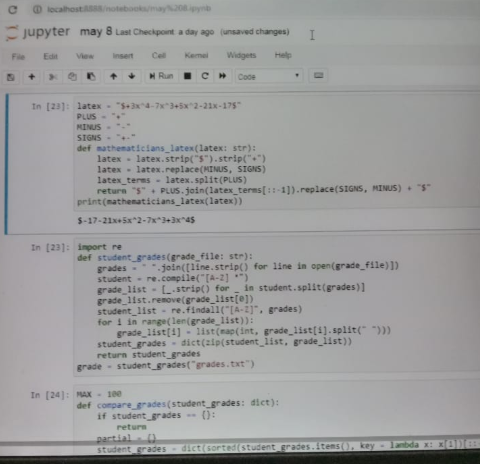 localhost:8888/notebooks/may%208.ipynb
jupyter may 8 Last Checkpoint: a day ago (unsaved changes)
File Edit View Insert Cell Kernel Widgets Help
Run Code
In [23]: latex = "$+3x^4-7x^3+5x^2-21x-17$"
PLUS = "+"
MINUS = "-"
SIGNS = "+-"
def mathematicians_latex(latex: str):
latex = latex.strip("$").strip("+")
latex = latex.replace(MINUS, SIGNS)
latex_terms = latex.split(PLUS)
return "$" + PLUS.join(latex_terms[::-1]).replace(SIGNS, MINUS) + "$"
print(mathematicians_latex(latex))
$-17-21x+5x^2-7x^3+3x^4$
In [23]: import re
def student_grades(grade_file: str):
grades = " ".join([line.strip() for line in open(grade_file)])
student = re.compile("[A-Z] *")
grade_list = [_.strip() for _ in student.split(grades)]
grade_list.remove(grade_list[0])
student_list = re.findall("[A-Z]", grades)
for i in range(len(grade_list)):
grade_list[i] = list(map(int, grade_list[i].split(" ")))
student_grades = dict(zip(student_list, grade_list))
return student_grades
grade = student_grades("grades.txt")
In [24]: MAX = 100
def compare_grades(student_grades: dict):
if student_grades == {}:
return
partial = {}
student_grades = dict(sorted(student_grades.items(), key = lambda x: x[1])[::